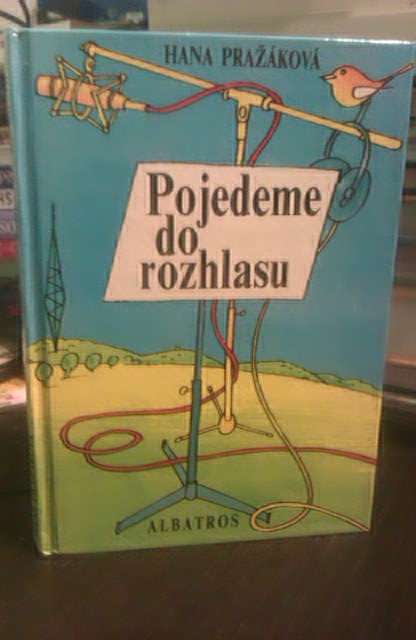 HANA PRAŽÁKOVÁ
Pojedeme
do
rozhlasu
ALBATROS